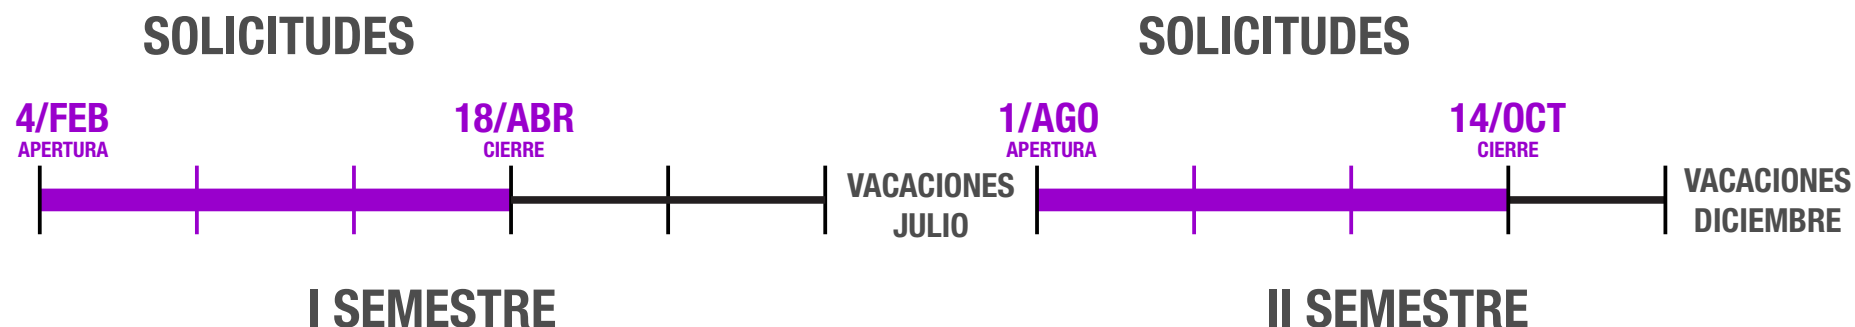 SOLICITUDES
4/FEB
APERTURA
18/ABR
CIERRE
VACACIONES
JULIO
I SEMESTRE
SOLICITUDES
1/AGO
APERTURA
14/OCT
CIERRE
VACACIONES
DICIEMBRE
II SEMESTRE